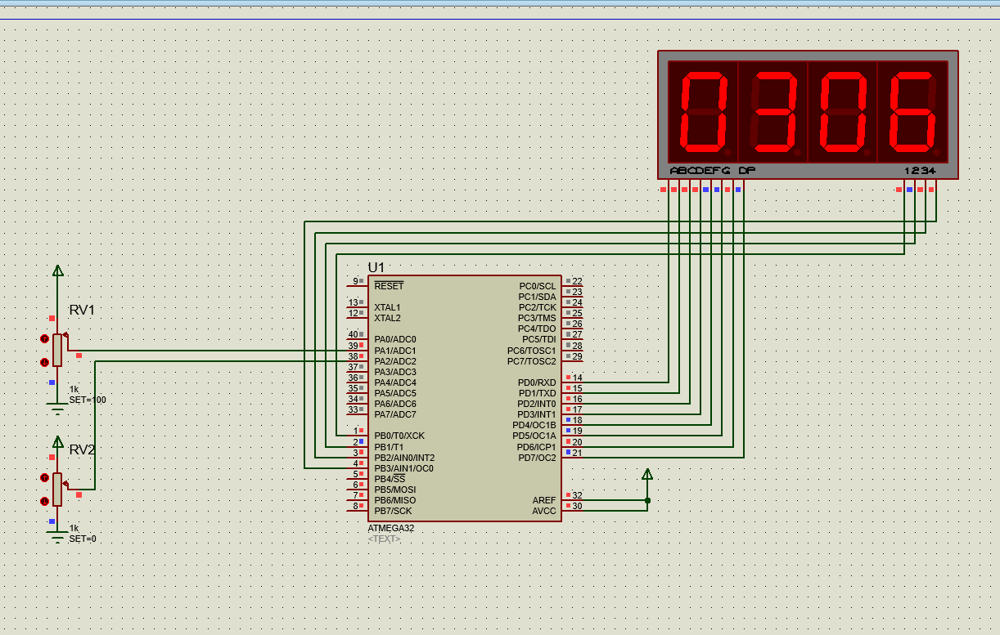 0306
ABCDEFG DP
1234
U1
9
RESET
13
XTAL1
12
XTAL2
40
PA0/ADC0
39
PA1/ADC1
38
PA2/ADC2
37
PA3/ADC3
36
PA4/ADC4
35
PA5/ADC5
34
PA6/ADC6
33
PA7/ADC7
1
PB0/T0/XCK
2
PB1/T1
3
PB2/AIN0/INT2
4
PB3/AIN1/OC0
5
PB4/SS
6
PB5/MOSI
7
PB6/MISO
8
PB7/SCK
PC0/SCL
22
PC1/SDA
23
PC2/TCK
24
PC3/TMS
25
PC4/TDO
26
PC5/TDI
27
PC6/TOSC1
28
PC7/TOSC2
29
PD0/RXD
14
PD1/TXD
15
PD2/INT0
16
PD3/INT1
17
PD4/OC1B
18
PD5/OC1A
19
PD6/ICP1
20
PD7/OC2
21
AREF
32
AVCC
30
ATMEGA32
<TEXT>
RV1
1k
SET=100
RV2
1k
SET=0